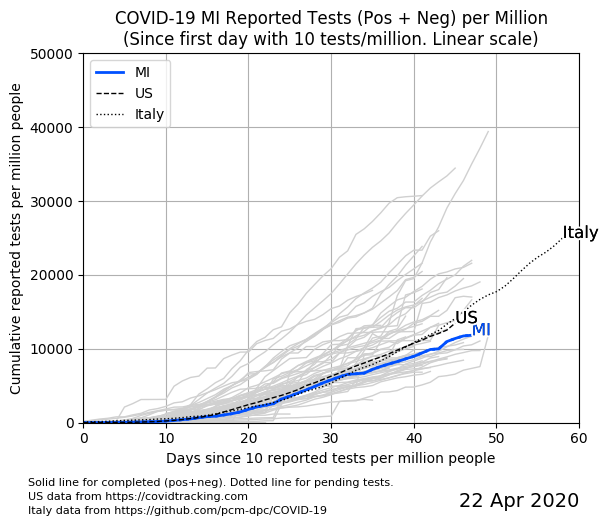 COVID-19 MI Reported Tests (Pos + Neg) per Million
(Since first day with 10 tests/million. Linear scale)
Cumulative reported tests per million people
50000
40000
30000
20000
10000
0
MI
US
Italy
Italy
US
MI
0 10 20 30 40 50 60
Days since 10 reported tests per million people
Solid line for completed (pos+neg). Dotted line for pending tests.
US data from https://covidtracking.com
Italy data from https://github.com/pcm-dpc/COVID-19
22 Apr 2020